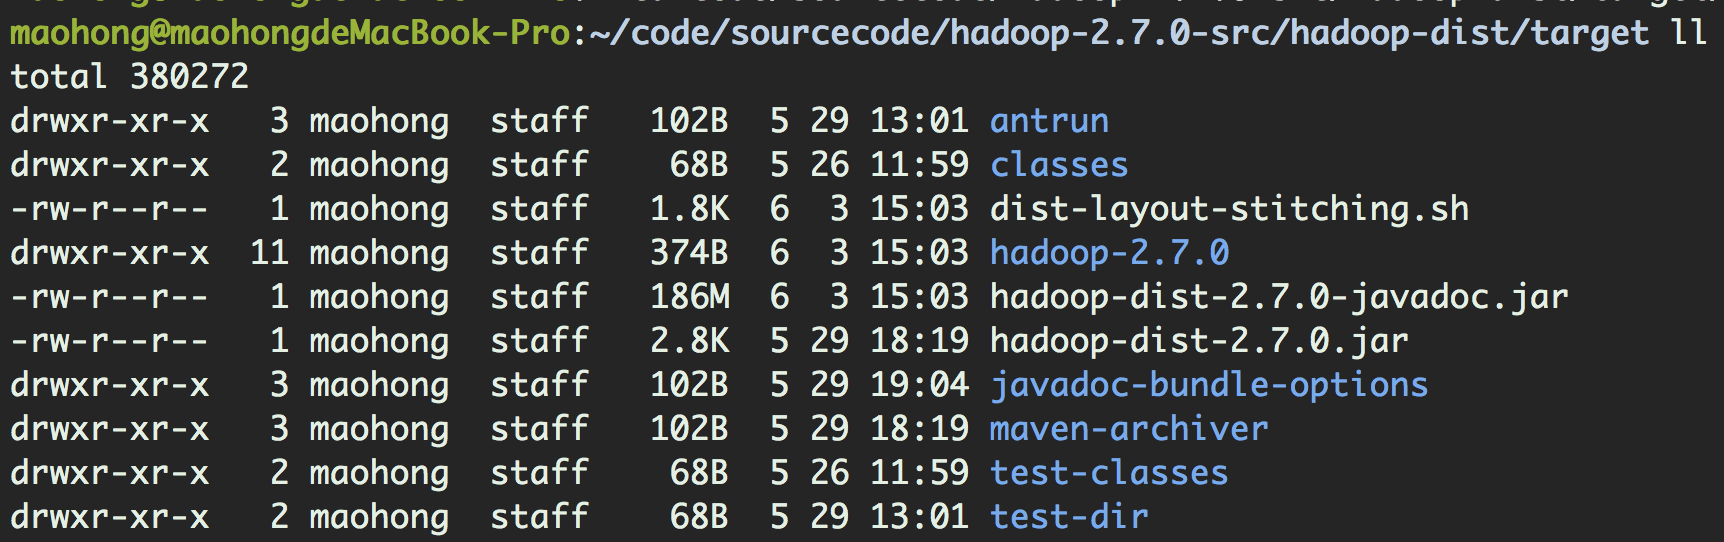 maohong@maohongdeMacBook-Pro:~/code/sourcecode/hadoop-2.7.0-src/hadoop-dist/target ll
total 380272
drwxr-xr-x   3 maohong  staff   102B  5 29 13:01 antrun
drwxr-xr-x   2 maohong  staff    68B  5 26 11:59 classes
-rw-r--r--   1 maohong  staff   1.8K  6  3 15:03 dist-layout-stitching.sh
drwxr-xr-x  11 maohong  staff   374B  6  3 15:03 hadoop-2.7.0
-rw-r--r--   1 maohong  staff   186M  6  3 15:03 hadoop-dist-2.7.0-javadoc.jar
-rw-r--r--   1 maohong  staff   2.8K  5 29 18:19 hadoop-dist-2.7.0.jar
drwxr-xr-x   3 maohong  staff   102B  5 29 19:04 javadoc-bundle-options
drwxr-xr-x   3 maohong  staff   102B  5 29 18:19 maven-archiver
drwxr-xr-x   2 maohong  staff    68B  5 26 11:59 test-classes
drwxr-xr-x   2 maohong  staff    68B  5 29 13:01 test-dir